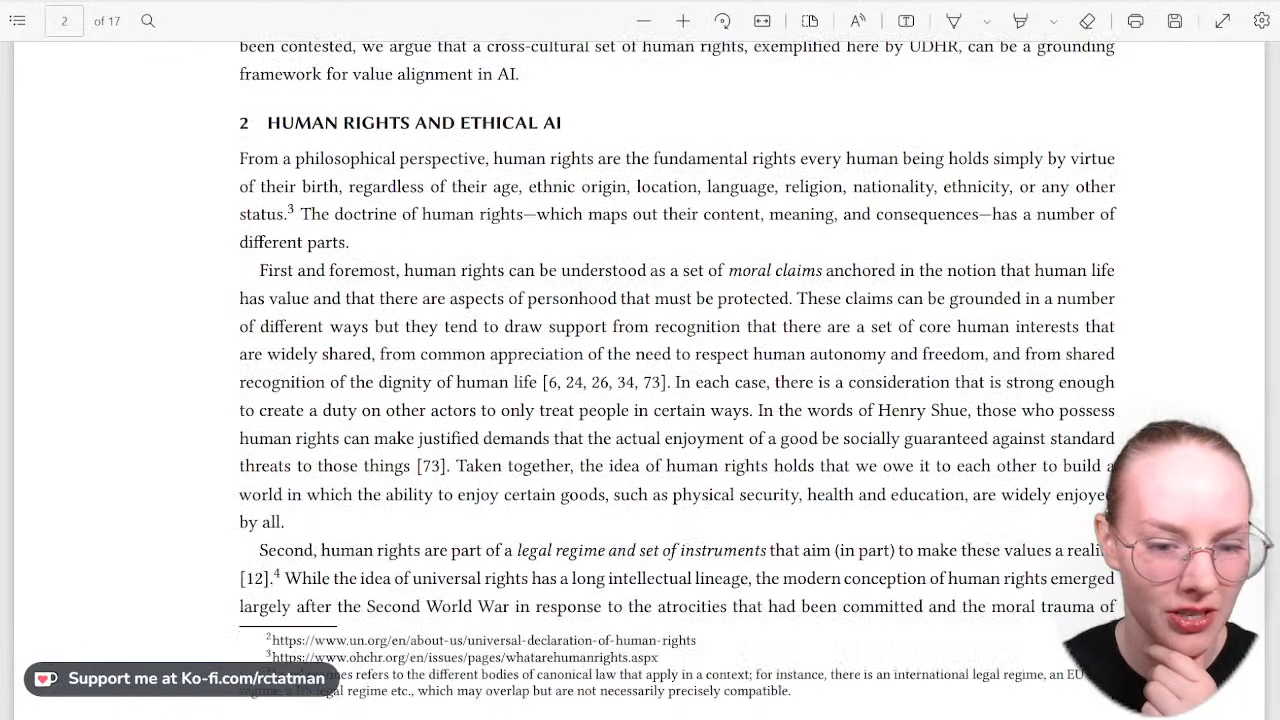 2 of 17
been contested, we argue that a cross-cultural set of human rights, exemplified here by UDHR, can be a grounding
framework for value alignment in AI.
2 HUMAN RIGHTS AND ETHICAL AI
From a philosophical perspective, human rights are the fundamental rights every human being holds simply by virtue
of their birth, regardless of their age, ethnic origin, location, language, religion, nationality, ethnicity, or any other
status.3 The doctrine of human rights—which maps out their content, meaning, and consequences—has a number of
different parts.
First and foremost, human rights can be understood as a set of moral claims anchored in the notion that human life
has value and that there are aspects of personhood that must be protected. These claims can be grounded in a number
of different ways but they tend to draw support from recognition that there are a set of core human interests that
are widely shared, from common appreciation of the need to respect human autonomy and freedom, and from shared
recognition of the dignity of human life [6, 24, 26, 34, 73]. In each case, there is a consideration that is strong enough
to create a duty on other actors to only treat people in certain ways. In the words of Henry Shue, those who possess
human rights can make justified demands that the actual enjoyment of a good be socially guaranteed against standard
threats to those things [73]. Taken together, the idea of human rights holds that we owe it to each other to build a
world in which the ability to enjoy certain goods, such as physical security, health and education, are widely enjoyed
by all.
Second, human rights are part of a legal regime and set of instruments that aim (in part) to make these values a reali
[12].4 While the idea of universal rights has a long intellectual lineage, the modern conception of human rights emerged
largely after the Second World War in response to the atrocities that had been committed and the moral trauma of
2https://www.un.org/en/about-us/universal-declaration-of-human-rights
3https://www.ohchr.org/en/issues/pages/whatarehumanrights.aspx
refers to the different bodies of canonical law that apply in a context; for instance, there is an international legal regime, an EU
regime etc., which may overlap but are not necessarily precisely compatible.
Support me at Ko-fi.com/rctatman